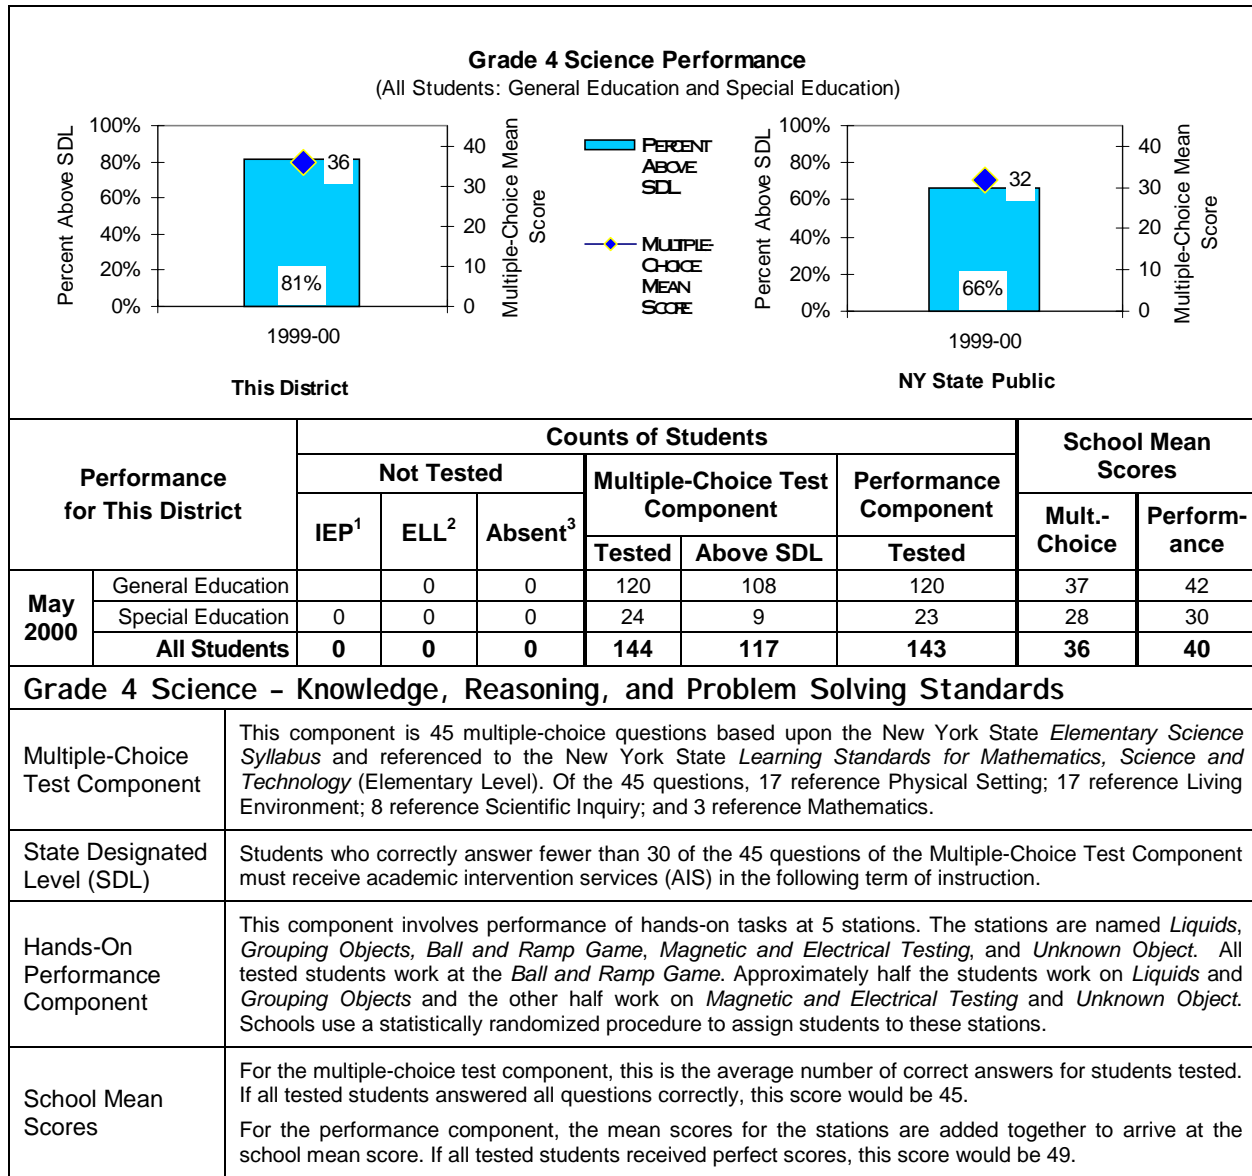 Grade 4 Science Performance
(All Students: General Education and Special Education)
Percent Above SDL
100%
80%
60%
40%
20%
0%
36
81%
40
30
20
10
0
Multiple-Choice Mean
Score
1999-00
This District
PERCENT
ABOVE
SDL
MULTIPLE-
CHOICE
MEAN
SCORE
Percent Above SDL
100%
80%
60%
40%
20%
0%
32
66%
40
30
20
10
0
Multiple-Choice Mean
Score
1999-00
NY State Public
Performance
for This District
Counts of Students
School Mean
Scores
Not Tested
Multiple-Choice Test
Component
Performance
Component
IEP1
ELL2
Absent3
Mult.-
Choice
Perform-
ance
Tested Above SDL Tested
May
2000
General Education 0 0 120 108 120 37 42
Special Education 0 0 0 24 9 23 28 30
All Students 0 0 0 144 117 143 36 40
Grade 4 Science – Knowledge, Reasoning, and Problem Solving Standards
Multiple-Choice
Test Component
This component is 45 multiple-choice questions based upon the New York State Elementary Science
Syllabus and referenced to the New York State Learning Standards for Mathematics, Science and
Technology (Elementary Level). Of the 45 questions, 17 reference Physical Setting; 17 reference Living
Environment; 8 reference Scientific Inquiry; and 3 reference Mathematics.
State Designated
Level (SDL)
Students who correctly answer fewer than 30 of the 45 questions of the Multiple-Choice Test Component
must receive academic intervention services (AIS) in the following term of instruction.
Hands-On
Performance
Component
This component involves performance of hands-on tasks at 5 stations. The stations are named Liquids,
Grouping Objects, Ball and Ramp Game, Magnetic and Electrical Testing, and Unknown Object. All
tested students work at the Ball and Ramp Game. Approximately half the students work on Liquids and
Grouping Objects and the other half work on Magnetic and Electrical Testing and Unknown Object.
Schools use a statistically randomized procedure to assign students to these stations.
School Mean
Scores
For the multiple-choice test component, this is the average number of correct answers for students tested.
If all tested students answered all questions correctly, this score would be 45.
For the performance component, the mean scores for the stations are added together to arrive at the
school mean score. If all tested students received perfect scores, this score would be 49.